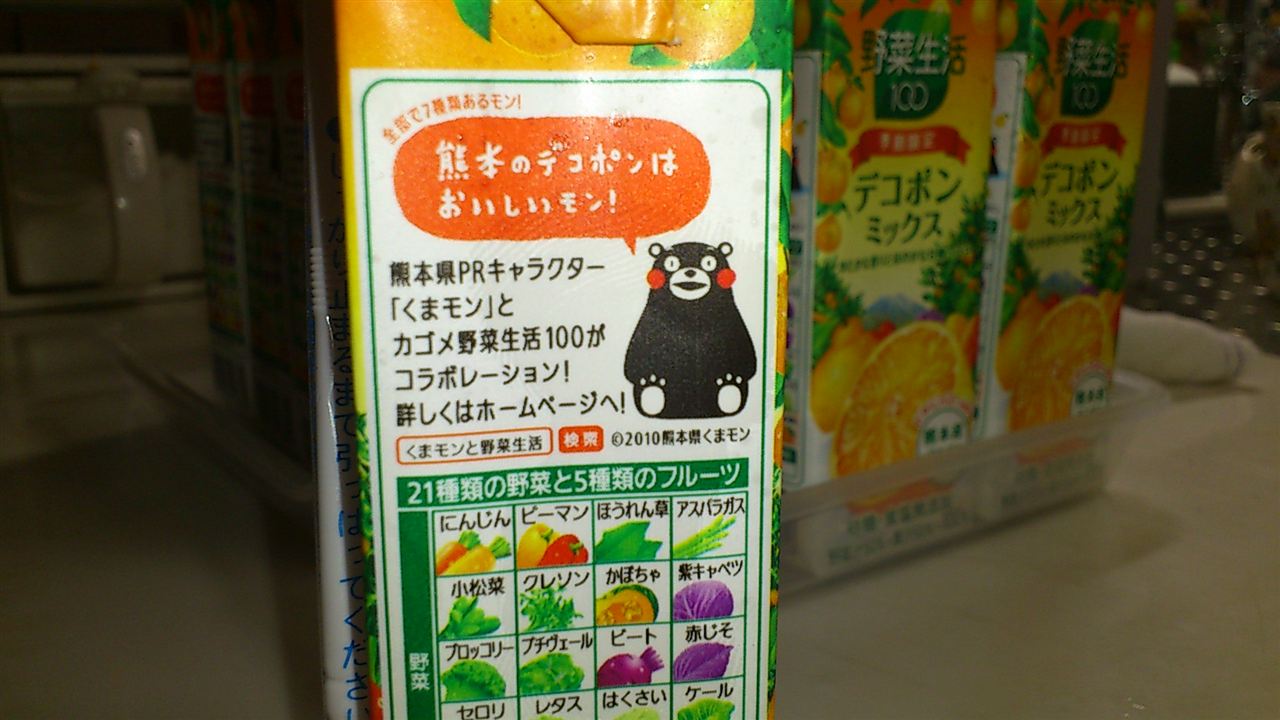 全部で7種類あるモン!
熊本のデコポンは
おいしいモン!
熊本県PRキャラクター
「くまモン」と
カゴメ野菜生活100が
コラボレーション!
詳しくはホームページへ!
くまモンと野菜生活 検索 ©2010熊本県くまモン
21種類の野菜と5種類のフルーツ
野菜
にんじん ピーマン ほうれん草 アスパラガス
小松菜 クレソン かぼちゃ 紫キャベツ
ブロッコリー プチヴェール ビート 赤じそ
セロリ レタス はくさい ケール
野菜生活
100
季節限定
デコポン
ミックス
野菜生活
100
季節限定
デコポン
ミックス